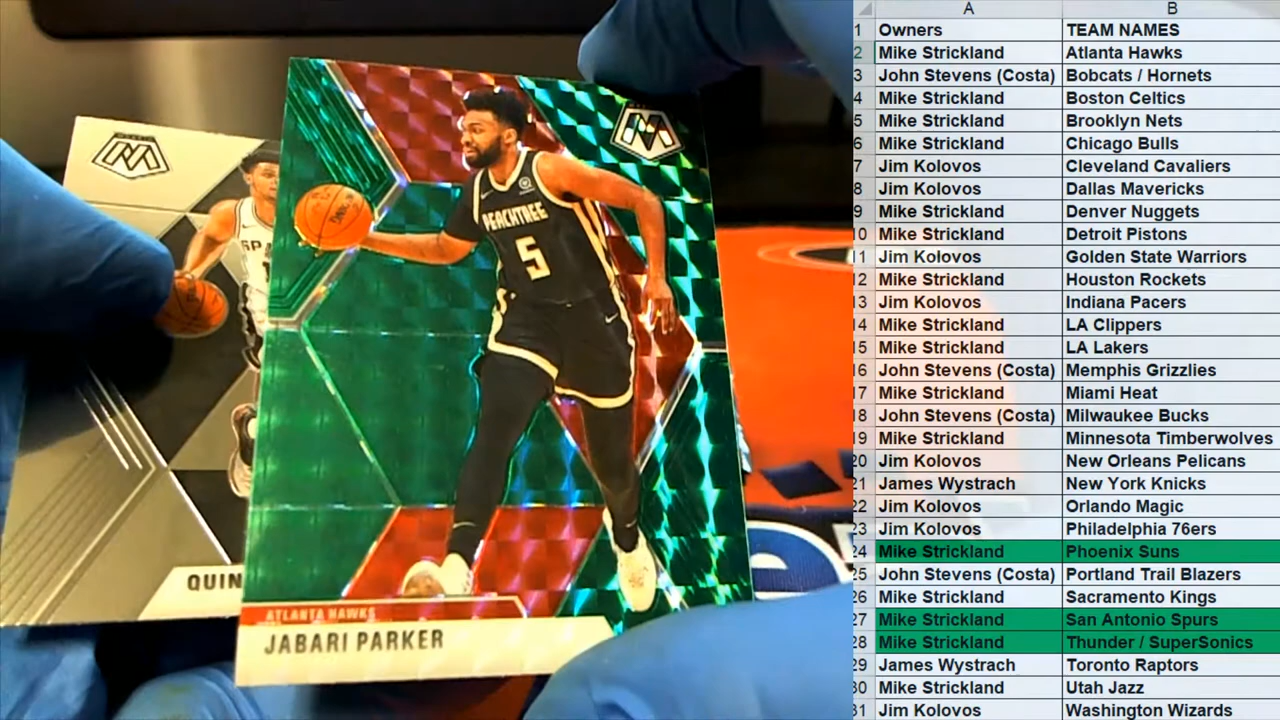 SPA
QUIN
PEACHTREE
5
ATLANTA HAWKS
JABARI PARKER
A B
1 Owners TEAM NAMES
2 Mike Strickland Atlanta Hawks
3 John Stevens (Costa) Bobcats / Hornets
4 Mike Strickland Boston Celtics
5 Mike Strickland Brooklyn Nets
6 Mike Strickland Chicago Bulls
7 Jim Kolovos Cleveland Cavaliers
8 Jim Kolovos Dallas Mavericks
9 Mike Strickland Denver Nuggets
10 Mike Strickland Detroit Pistons
11 Jim Kolovos Golden State Warriors
12 Mike Strickland Houston Rockets
13 Jim Kolovos Indiana Pacers
14 Mike Strickland LA Clippers
15 Mike Strickland LA Lakers
16 John Stevens (Costa) Memphis Grizzlies
17 Mike Strickland Miami Heat
18 John Stevens (Costa) Milwaukee Bucks
19 Mike Strickland Minnesota Timberwolves
20 Jim Kolovos New Orleans Pelicans
21 James Wystrach New York Knicks
22 Jim Kolovos Orlando Magic
23 Jim Kolovos Philadelphia 76ers
24 Mike Strickland Phoenix Suns
25 John Stevens (Costa) Portland Trail Blazers
26 Mike Strickland Sacramento Kings
27 Mike Strickland San Antonio Spurs
28 Mike Strickland Thunder / SuperSonics
29 James Wystrach Toronto Raptors
30 Mike Strickland Utah Jazz
31 Jim Kolovos Washington Wizards